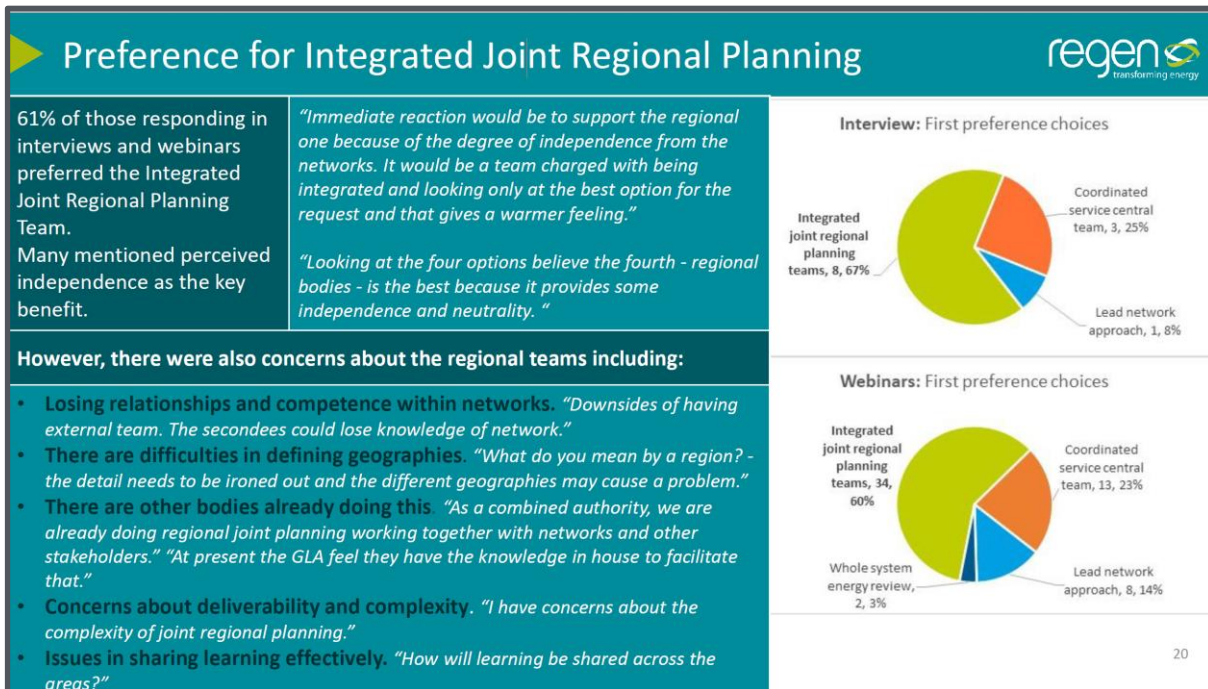 Preference for Integrated Joint Regional Planning
regen
transforming energy
61% of those responding in
interviews and webinars
preferred the Integrated
Joint Regional Planning
Team.
Many mentioned perceived
independence as the key
benefit.
“Immediate reaction would be to support the regional
one because of the degree of independence from the
networks. It would be a team charged with being
integrated and looking only at the best option for the
request and that gives a warmer feeling.”
“Looking at the four options believe the fourth - regional
bodies - is the best because it provides some
independence and neutrality. “
However, there were also concerns about the regional teams including:
• Losing relationships and competence within networks. “Downsides of having
external team. The secondees could lose knowledge of network.”
• There are difficulties in defining geographies. “What do you mean by a region? -
the detail needs to be ironed out and the different geographies may cause a problem.”
• There are other bodies already doing this. “As a combined authority, we are
already doing regional joint planning working together with networks and other
stakeholders.” “At present the GLA feel they have the knowledge in house to facilitate
that.”
• Concerns about deliverability and complexity. “I have concerns about the
complexity of joint regional planning.”
• Issues in sharing learning effectively. “How will learning be shared across the
areas?”
Interview: First preference choices
Integrated
joint regional
planning
teams, 8, 67%
Coordinated
service central
team, 3, 25%
Lead network
approach, 1, 8%
Webinars: First preference choices
Integrated
joint regional
planning
teams, 34,
60%
Coordinated
service central
team, 13, 23%
Whole system
energy review,
2, 3%
Lead network
approach, 8, 14%
20